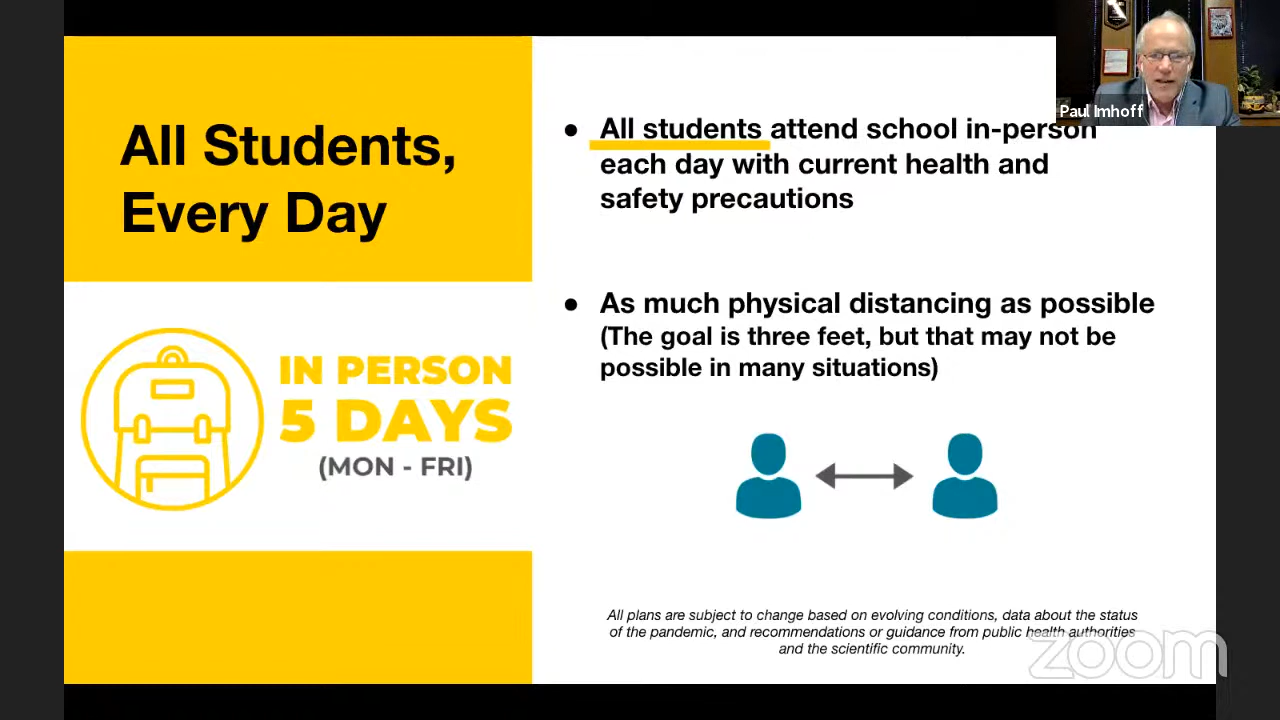 Paul Imhoff
All Students,
Every Day
IN PERSON
5 DAYS
(MON - FRI)
● All students attend school in-person
each day with current health and
safety precautions
● As much physical distancing as possible
(The goal is three feet, but that may not be
possible in many situations)
All plans are subject to change based on evolving conditions, data about the status
of the pandemic, and recommendations or guidance from public health authorities
and the scientific community.
zoom